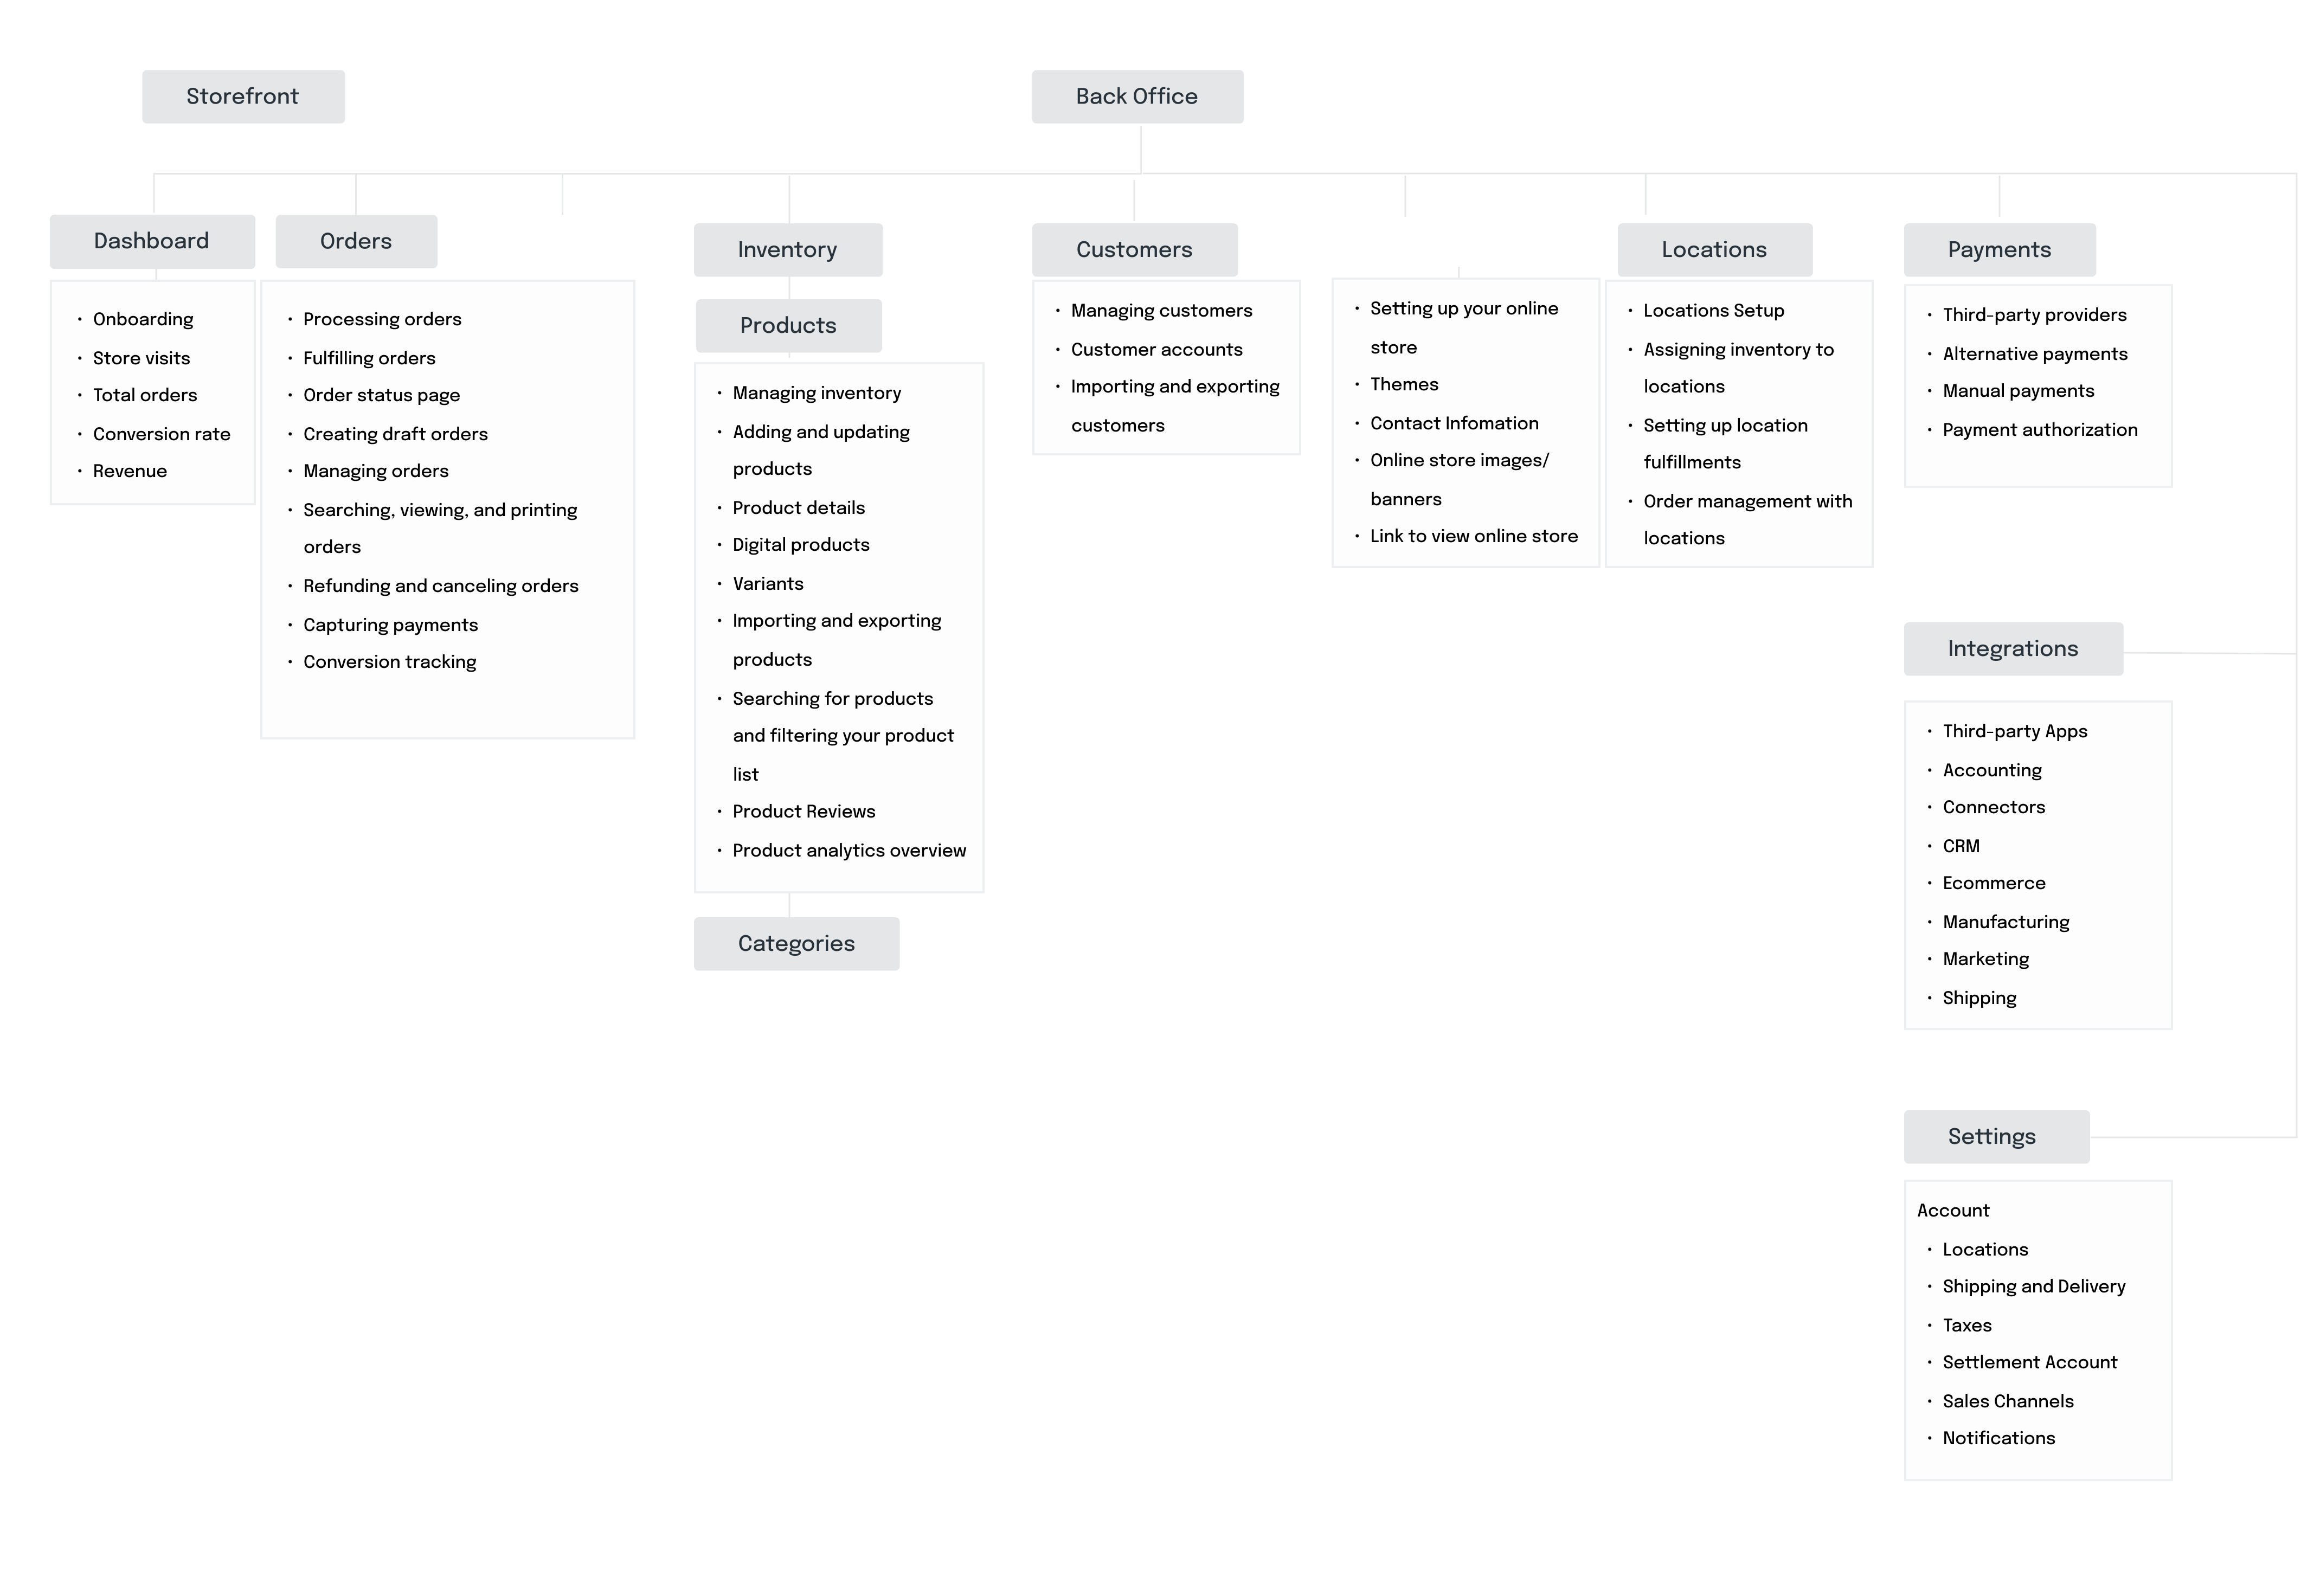 Storefront
Back Office
Dashboard
• Onboarding
• Store visits
• Total orders
• Conversion rate
• Revenue
Orders
• Processing orders
• Fulfilling orders
• Order status page
• Creating draft orders
• Managing orders
• Searching, viewing, and printing
orders
• Refunding and canceling orders
• Capturing payments
• Conversion tracking
Inventory
Products
• Managing inventory
• Adding and updating
products
• Product details
• Digital products
• Variants
• Importing and exporting
products
• Searching for products
and filtering your product
list
• Product Reviews
• Product analytics overview
Categories
Customers
• Managing customers
• Customer accounts
• Importing and exporting
customers
• Setting up your online
store
• Themes
• Contact Infomation
• Online store images/
banners
• Link to view online store
Locations
• Locations Setup
• Assigning inventory to
locations
• Setting up location
fulfillments
• Order management with
locations
Payments
• Third-party providers
• Alternative payments
• Manual payments
• Payment authorization
Integrations
• Third-party Apps
• Accounting
• Connectors
• CRM
• Ecommerce
• Manufacturing
• Marketing
• Shipping
Settings
Account
• Locations
• Shipping and Delivery
• Taxes
• Settlement Account
• Sales Channels
• Notifications